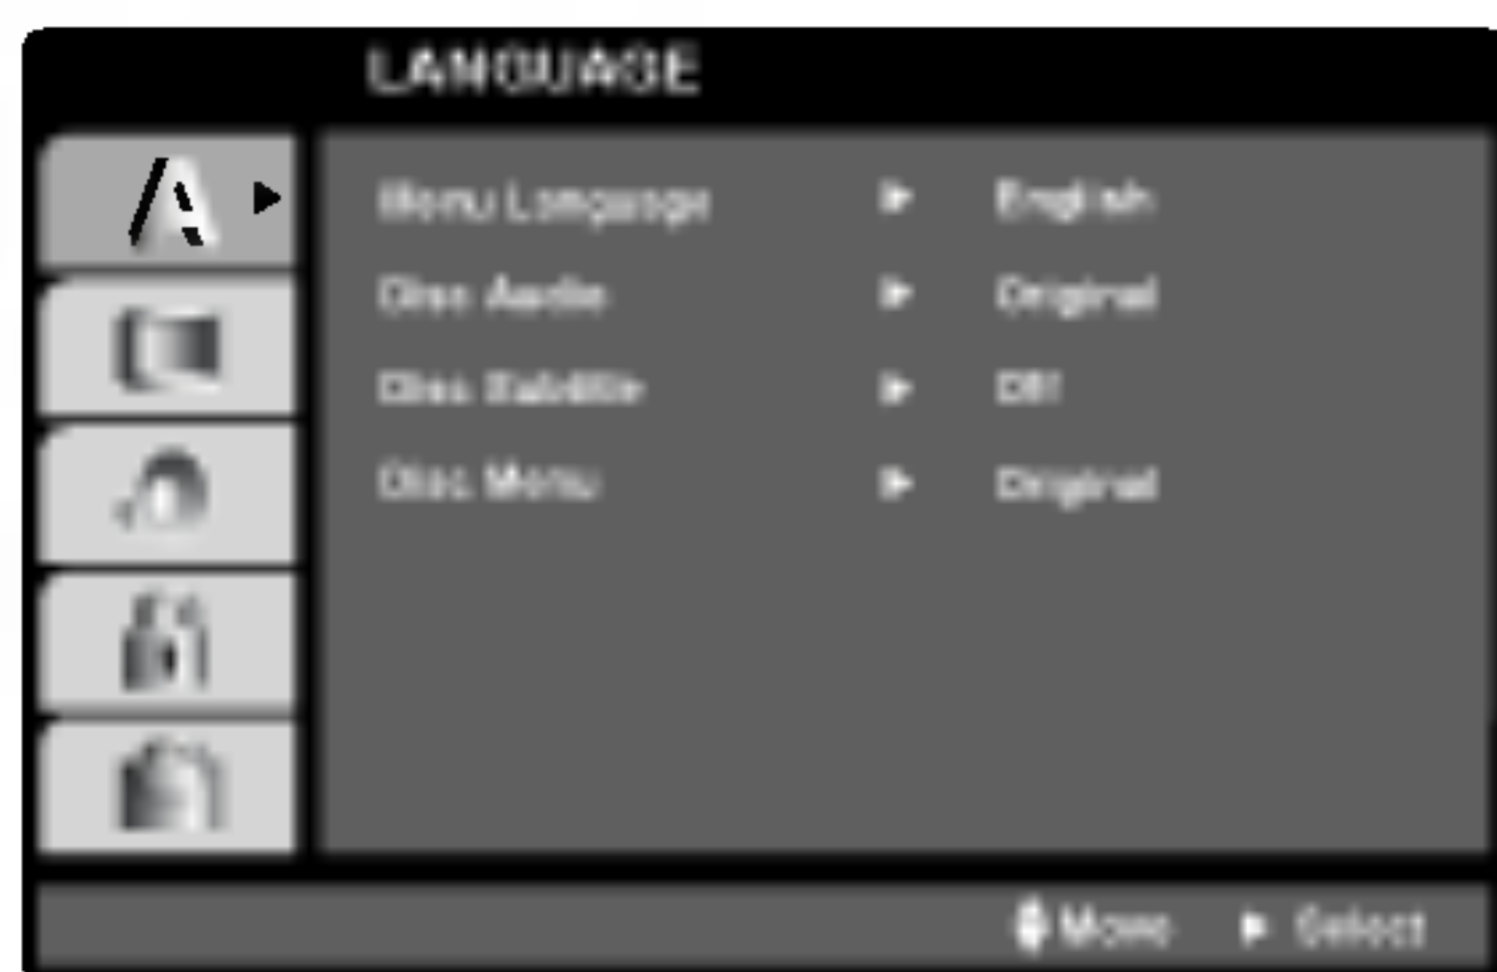 LANGUAGE
Menu Language ► English
Disc Audio ► Original
Disc Subtitle ► Off
Disc Menu ► Original
Move ► Select